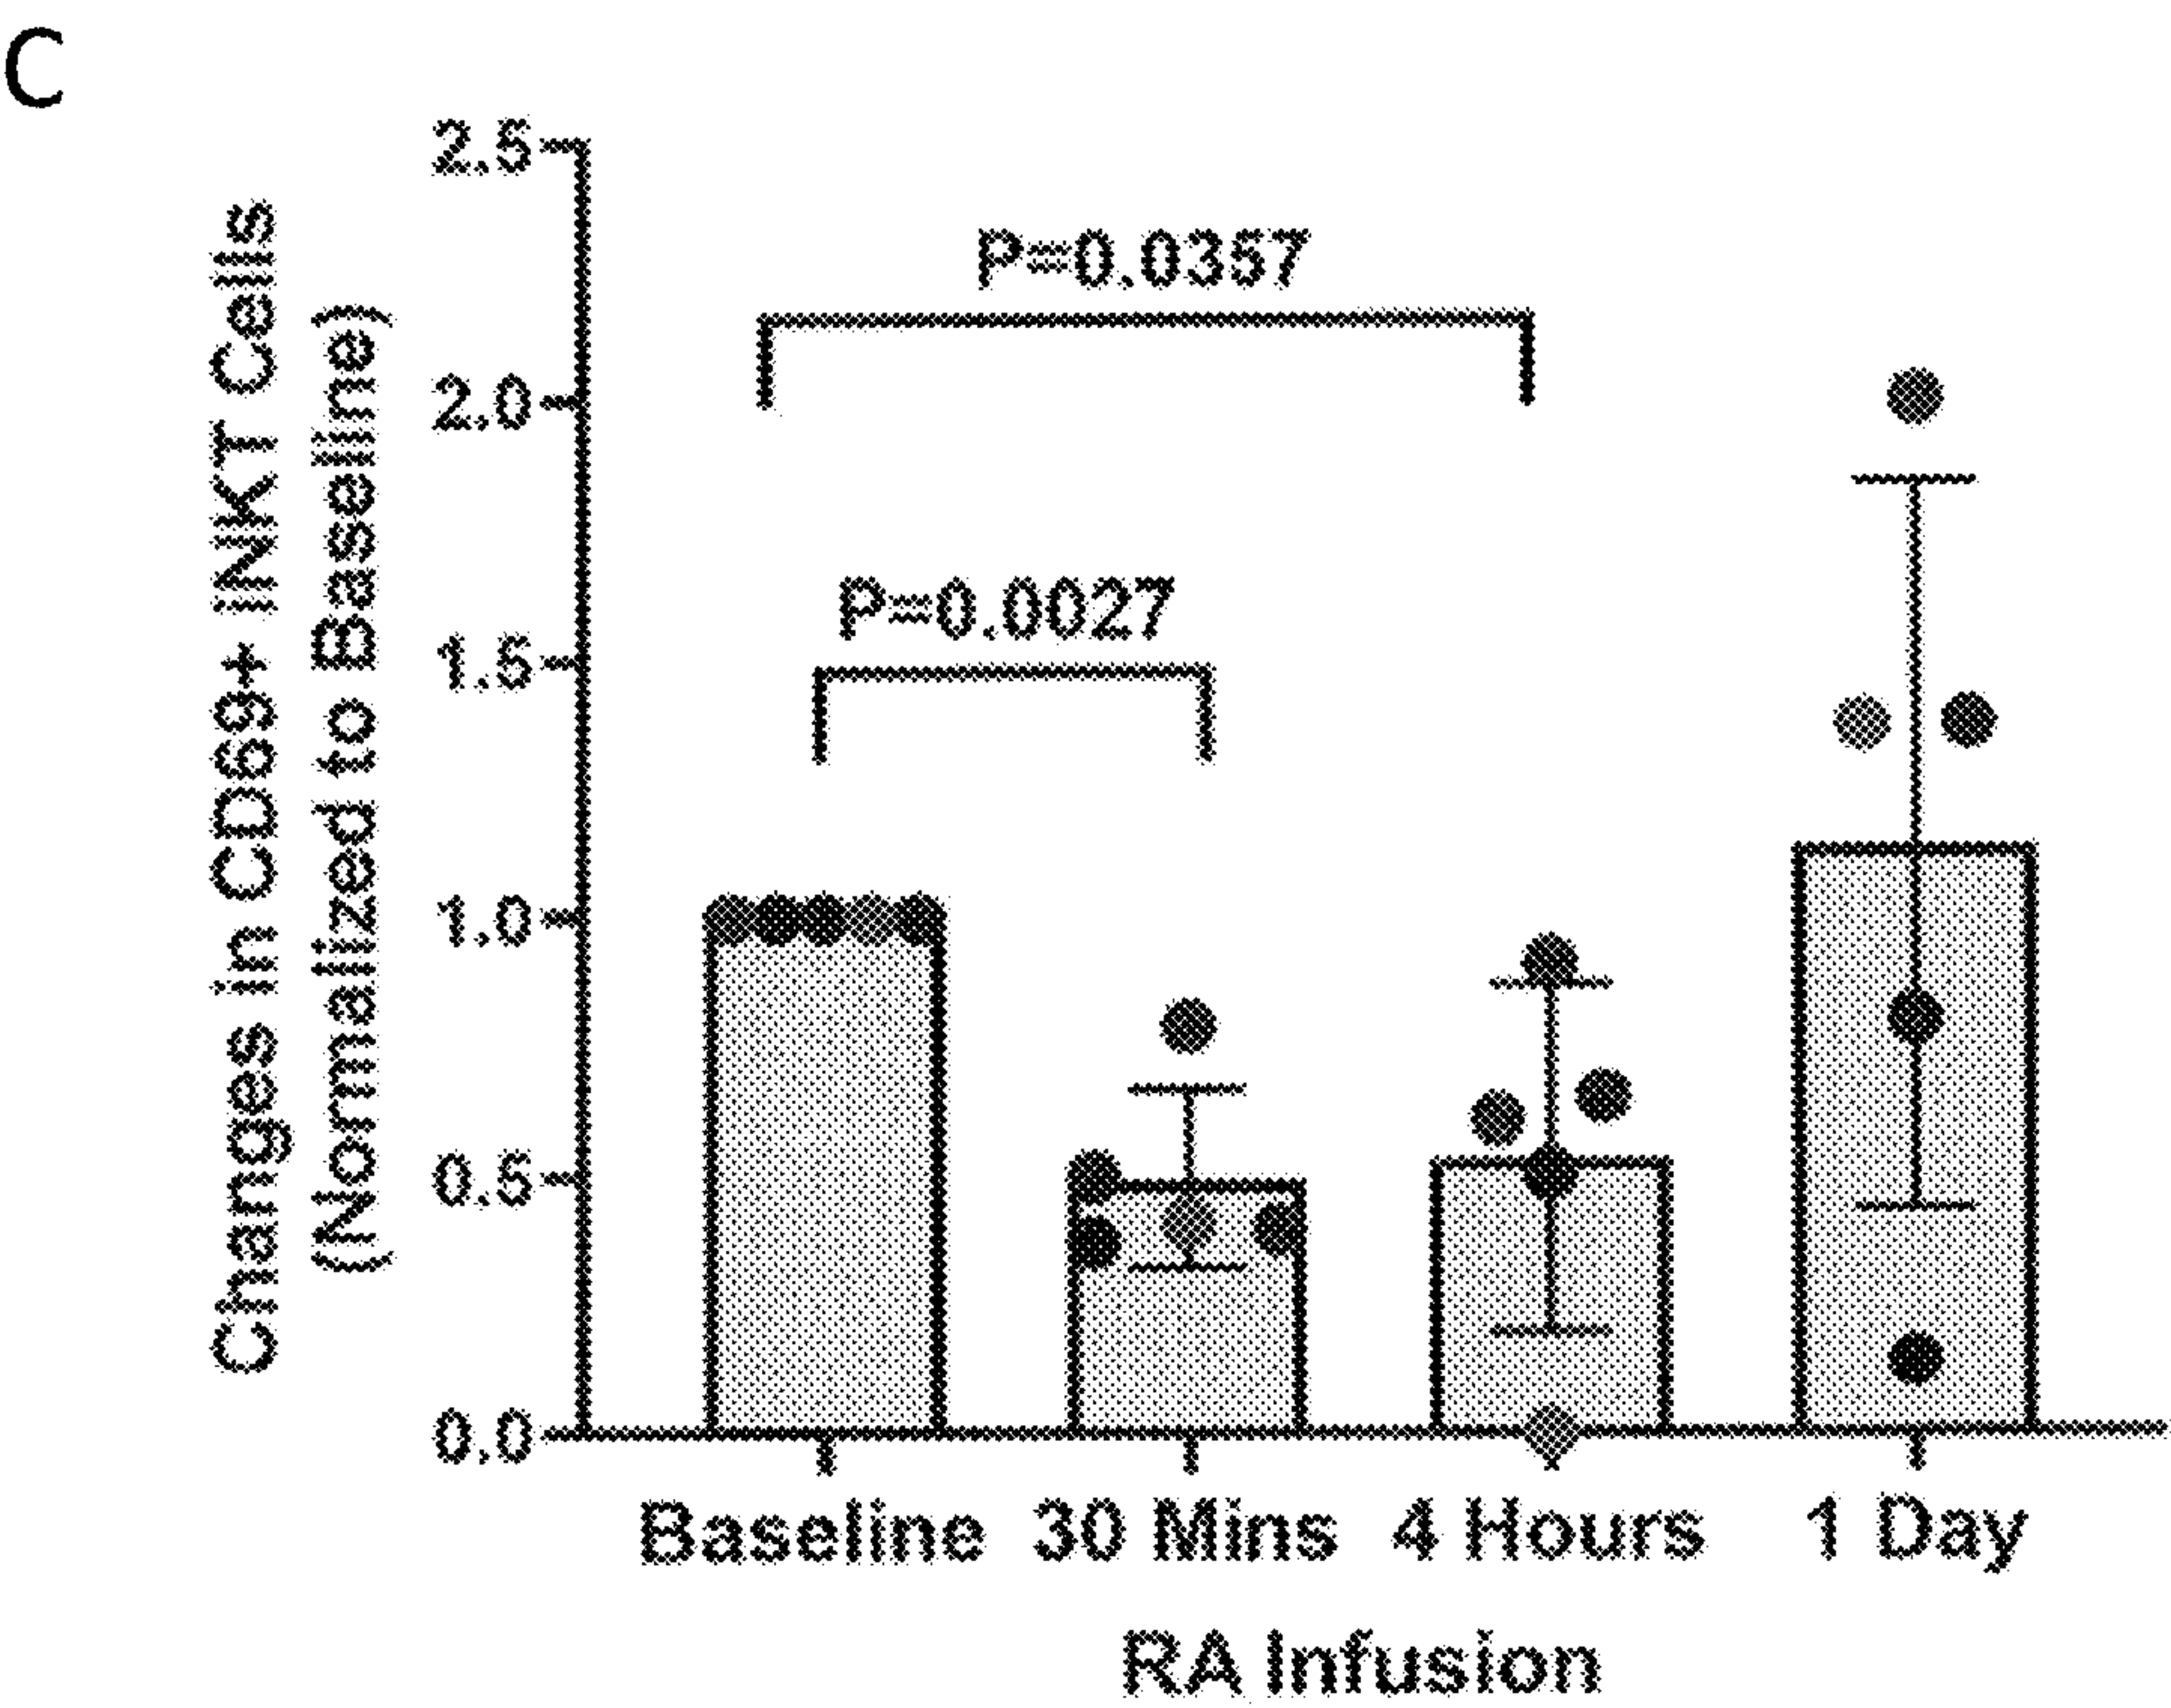 C
Changes in CD69+ iNKT Cells
(Normalized to Baseline)
2.5
2.0
1.5
1.0
0.5
0.0
P=0.0357
P=0.0027
Baseline 30 Mins 4 Hours 1 Day
RA Infusion